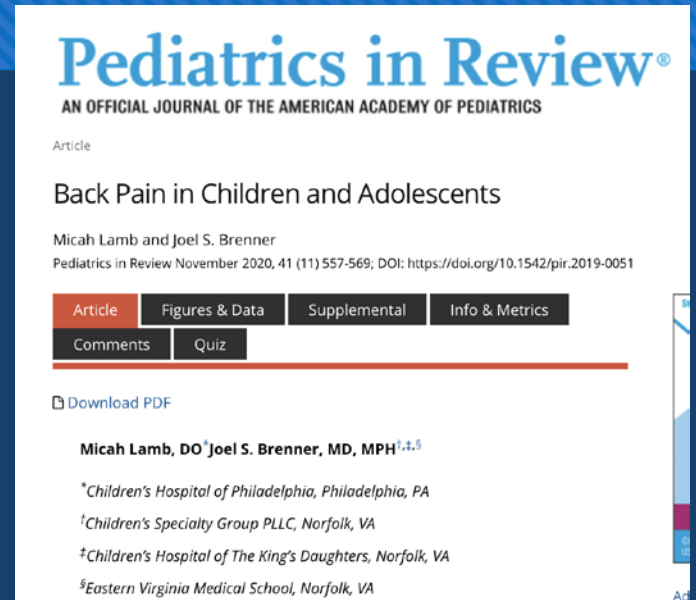 Pediatrics in Review®
AN OFFICIAL JOURNAL OF THE AMERICAN ACADEMY OF PEDIATRICS
Article
Back Pain in Children and Adolescents
Micah Lamb and Joel S. Brenner
Pediatrics in Review November 2020, 41 (11) 557-569; DOI: https://doi.org/10.1542/pir.2019-0051
Article Figures & Data Supplemental Info & Metrics
Comments Quiz
Download PDF
Micah Lamb, DO*Joel S. Brenner, MD, MPH†,‡,§
*Children's Hospital of Philadelphia, Philadelphia, PA
†Children's Specialty Group PLLC, Norfolk, VA
‡Children's Hospital of The King's Daughters, Norfolk, VA
§Eastern Virginia Medical School, Norfolk, VA